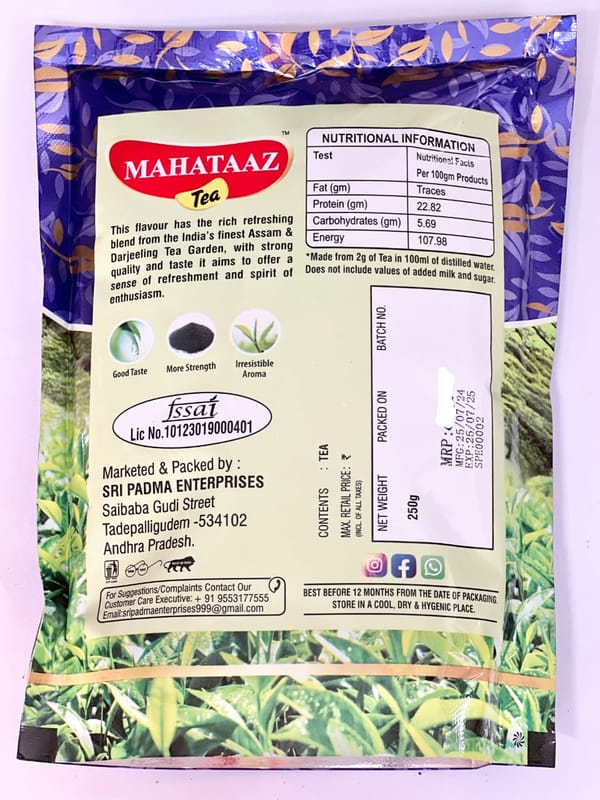 MAHATAAZ
TM
Tea
This flavour has the rich refreshing
blend from the India's finest Assam &
Darjeeling Tea Garden, with strong
quality and taste it aims to offer a
sense of refreshment and spirit of
enthusiasm.
Good Taste
More Strength
Irresistible
Aroma
fssai
Lic No.10123019000401
Marketed & Packed by :
SRI PADMA ENTERPRISES
Saibaba Gudi Street
Tadepalligudem -534102
Andhra Pradesh.
For Suggestions/Complaints Contact Our
Customer Care Executive: + 91 9553177555
Email:sripadmaenterprises999@gmail.com
NUTRITIONAL INFORMATION
Test Nutritional Facts
Per 100gm Products
Fat (gm) Traces
Protein (gm) 22.82
Carbohydrates (gm) 5.69
Energy 107.98
*Made from 2g of Tea in 100ml of distilled water.
Does not include values of added milk and sugar.
CONTENTS : TEA
MAX. RETAIL PRICE: ₹
(INCL. OF ALL TAXES)
NET WEIGHT PACKED ON BATCH NO.
250g
MRP:
MFG:25/07/24
EXP:25/07/25
SPE00002
BEST BEFORE 12 MONTHS FROM THE DATE OF PACKAGING
STORE IN A COOL, DRY & HYGENIC PLACE.